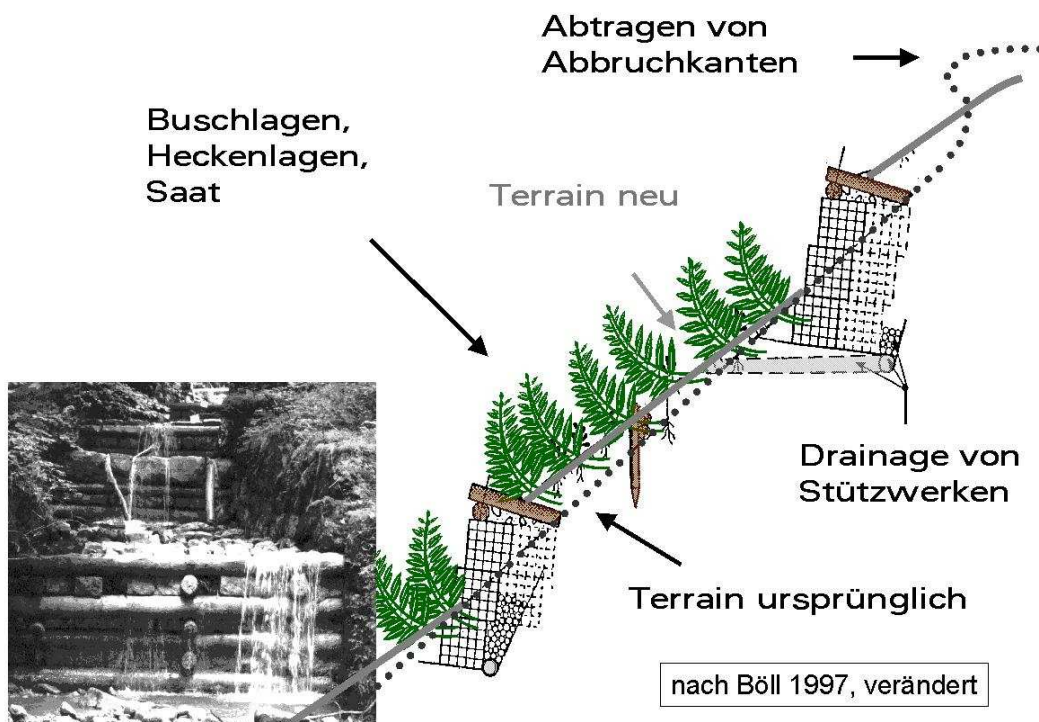 Abtragen von
Abbruchkanten
Buschlagen,
Heckenlagen,
Saat
Terrain neu
Drainage von
Stützwerken
Terrain ursprünglich
nach Böll 1997, verändert